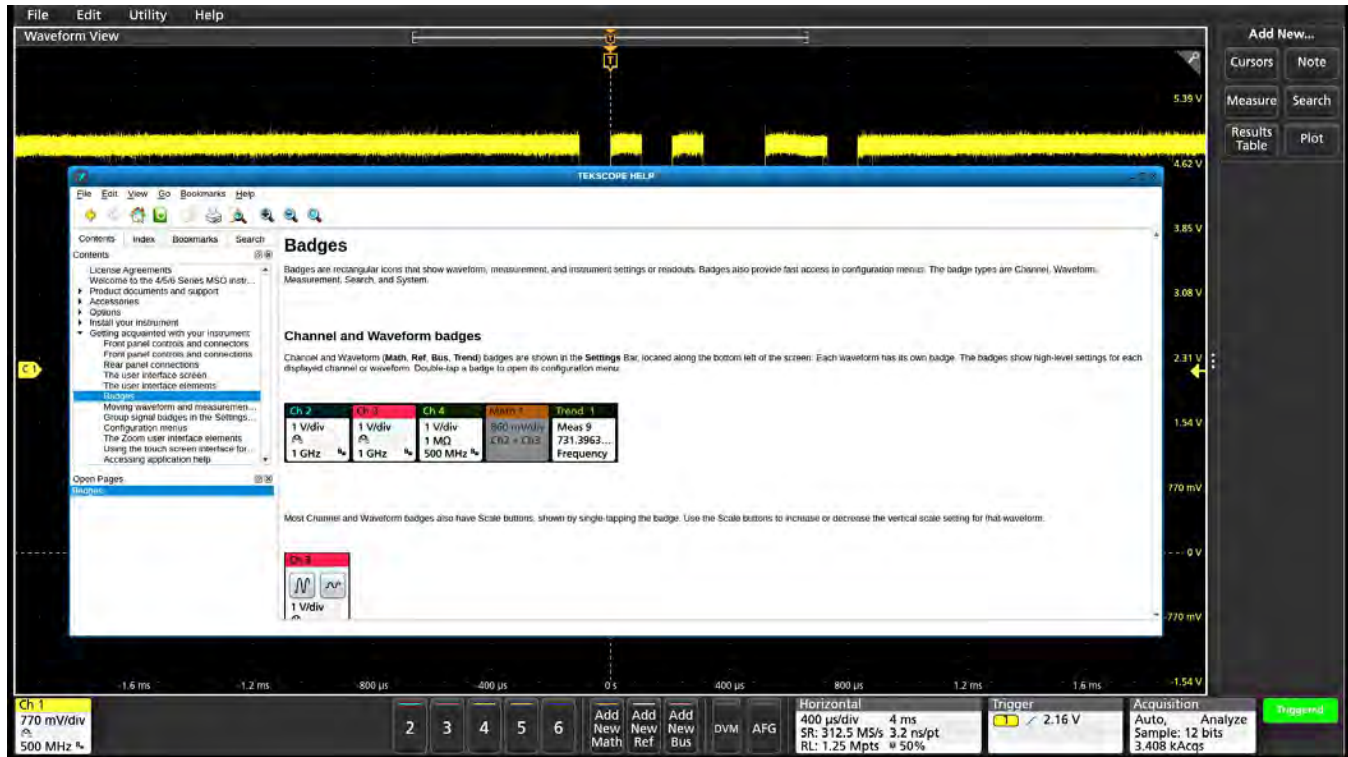 File Edit Utility Help
Waveform View
Add New...
Cursors Note
Measure Search
Results Table Plot
T
T
5.39 V
4.62 V
3.85 V
3.08 V
2.31 V
1.54 V
770 mV
0 V
-770 mV
-1.54 V
C1
TEKSCOPE HELP
File Edit View Go Bookmarks Help
Contents Index Bookmarks Search
Contents
License Agreements
Welcome to the 4/5/6 Series MSO instr...
Product documents and support
Accessories
Options
Install your instrument
Getting acquainted with your instrument
Front panel controls and connectors
Front panel controls and connections
Rear panel connections
The user interface screen
The user interface elements
Badges
Moving waveform and measuremen...
Group signal badges in the Settings...
Configuration menus
The Zoom user interface elements
Using the touch screen interface for...
Accessing application help
Open Pages
Badges
Badges
Badges are rectangular icons that show waveform, measurement, and instrument settings or readouts. Badges also provide fast access to configuration menus. The badge types are Channel, Waveform,
Measurement, Search, and System.
Channel and Waveform badges
Channel and Waveform (Math, Ref, Bus, Trend) badges are shown in the Settings Bar, located along the bottom left of the screen. Each waveform has its own badge. The badges show high-level settings for each
displayed channel or waveform. Double-tap a badge to open its configuration menu.
Ch 2 Ch 3 Ch 4 Math 1 Trend 1
1 V/div 1 V/div 1 V/div 860 mV/div Meas 9
1 MΩ Ch2 + Ch3 731.3963...
1 GHz 1 GHz 500 MHz Frequency
Most Channel and Waveform badges also have Scale buttons, shown by single-tapping the badge. Use the Scale buttons to increase or decrease the vertical scale setting for that waveform.
Ch 3
1 V/div
-1.6 ms -1.2 ms -800 µs -400 µs 0 s 400 µs 800 µs 1.2 ms 1.6 ms
Ch 1
770 mV/div
500 MHz
2 3 4 5 6
Add New Math
Add New Ref
Add New Bus
DVM AFG
Horizontal
400 µs/div 4 ms
SR: 312.5 MS/s 3.2 ns/pt
RL: 1.25 Mpts 50%
Trigger
1 2.16 V
Acquisition
Auto, Analyze
Sample: 12 bits
3.408 kAcqs
Triggered